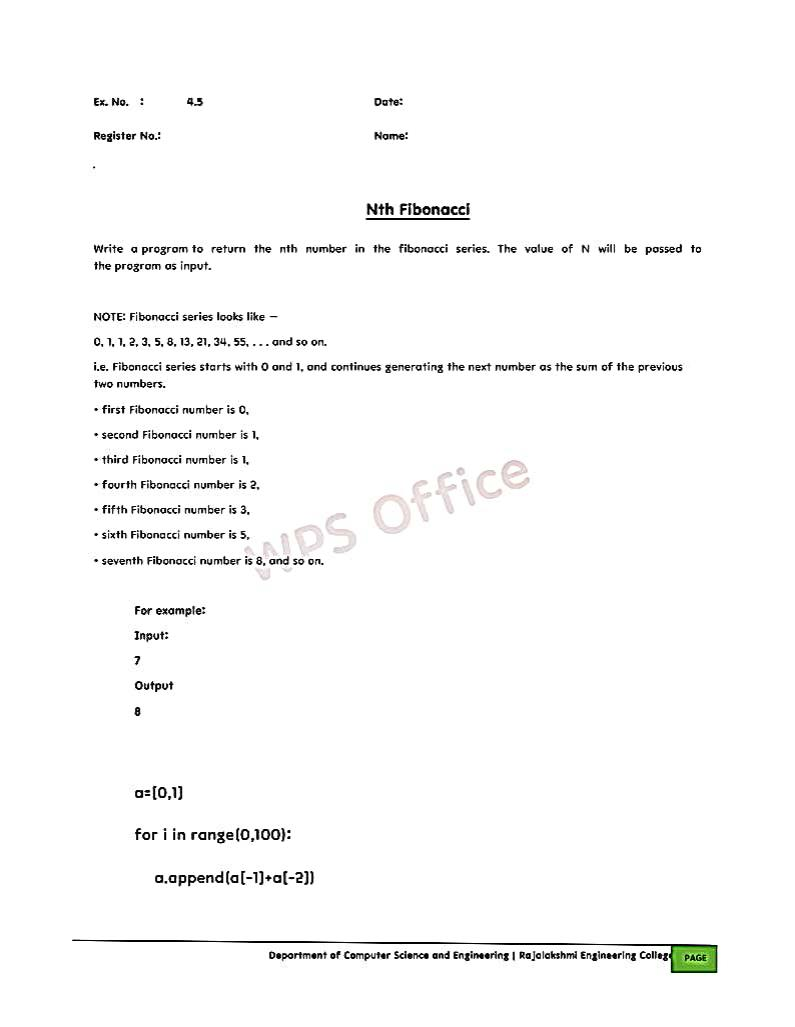 Ex. No. : 4.5 Date:
Register No.: Name:
.
Nth Fibonacci
Write a program to return the nth number in the fibonacci series. The value of N will be passed to
the program as input.
NOTE: Fibonacci series looks like –
0, 1, 1, 2, 3, 5, 8, 13, 21, 34, 55, . . . and so on.
i.e. Fibonacci series starts with 0 and 1, and continues generating the next number as the sum of the previous
two numbers.
• first Fibonacci number is 0,
• second Fibonacci number is 1,
• third Fibonacci number is 1,
• fourth Fibonacci number is 2,
• fifth Fibonacci number is 3,
• sixth Fibonacci number is 5,
• seventh Fibonacci number is 8, and so on.
WPS Office
For example:
Input:
7
Output
8
a=[0,1]
for i in range(0,100):
a.append(a[-1]+a[-2])
Department of Computer Science and Engineering | Rajalakshmi Engineering College
PAGE